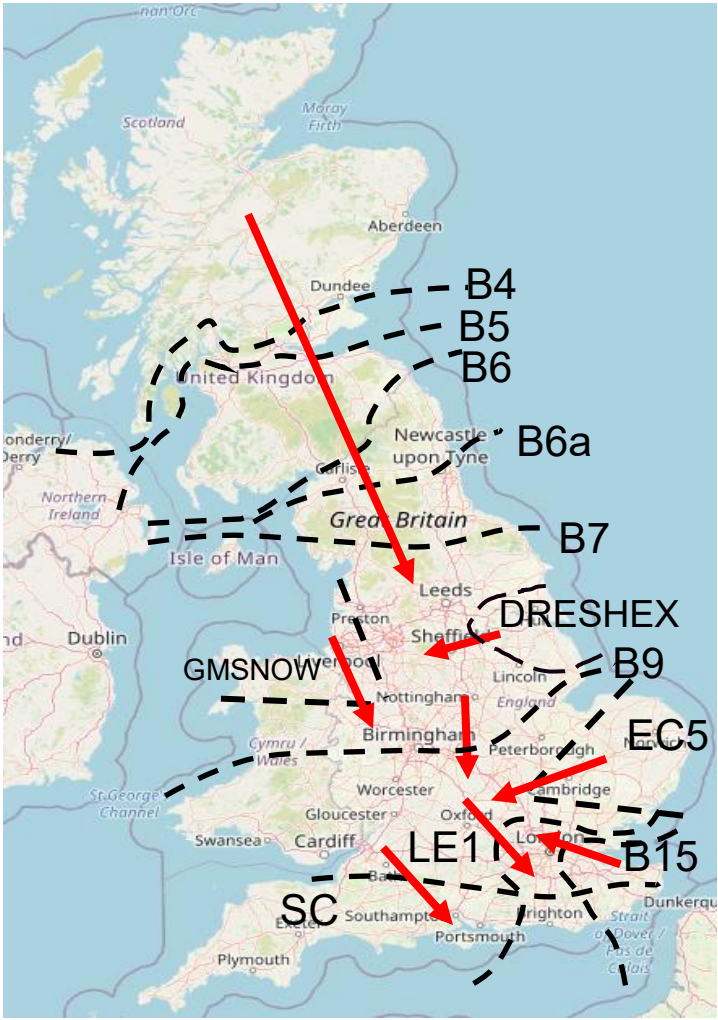 nan Orc
Moray
Firth
Scotland
Aberdeen
Dundee
B4
B5
B6
United Kingdom
onderry/
Derry
Newcastle
upon Tyne
B6a
Carlisle
Northern
Ireland
Great Britain
B7
Isle of Man
Leeds
Preston
DRESHEX
Dublin
nd
Sheffield
GMSNOW
Liverpool
Lincoln
B9
Nottingham
England
Birmingham
EC5
Peterborough
Norwich
Cymru /
Wales
St George's
Channel
Worcester
Cambridge
Gloucester
Oxford
Swansea
Cardiff
LE1
London
B15
Bath
SC
Exeter
Southampton
Brighton
Portsmouth
Strait
of Dover /
Pas de
Calais
Dunkerqu
Plymouth